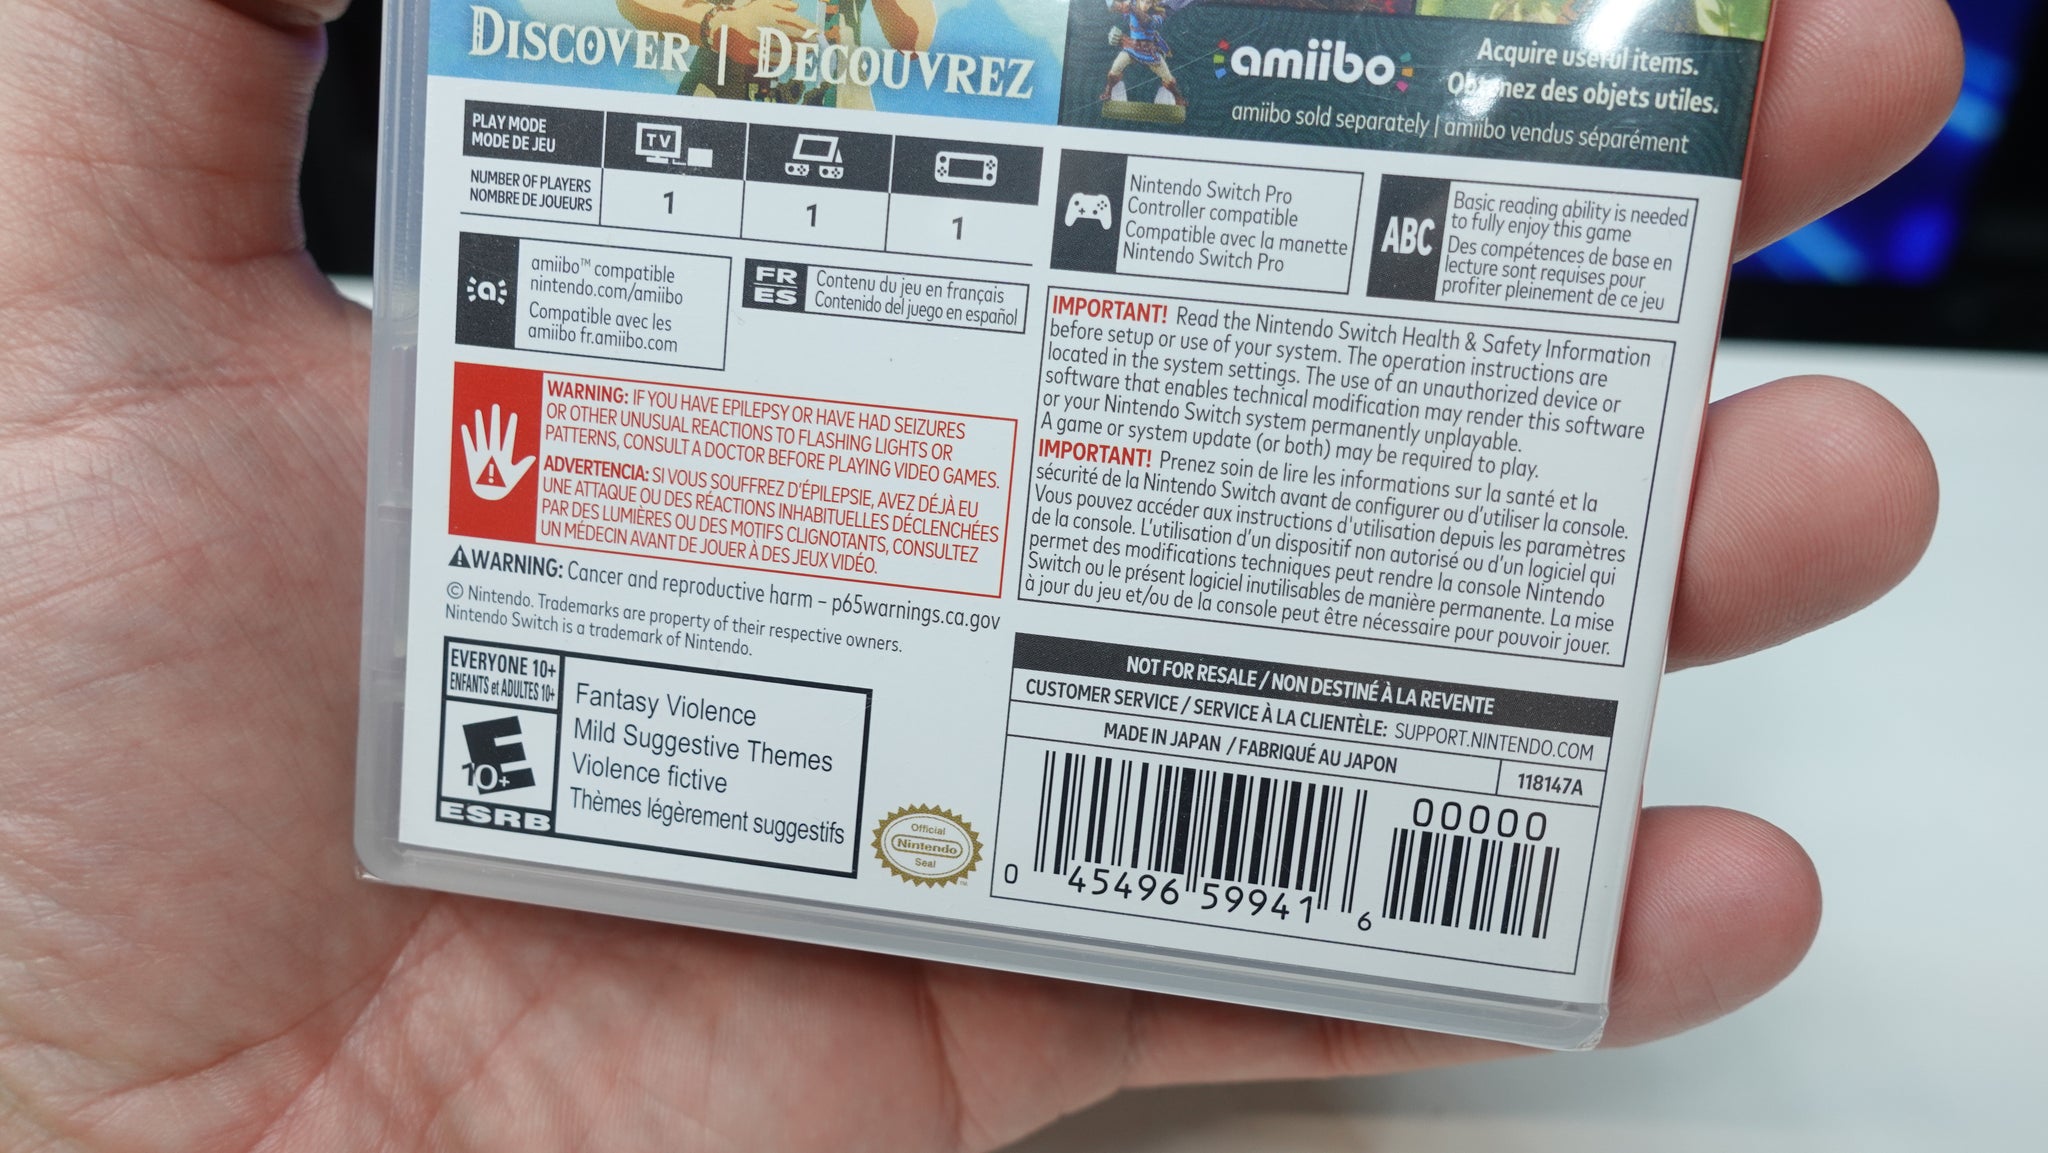 DISCOVER | DÉCOUVREZ
amiibo
Acquire useful items.
Obtenez des objets utiles.
amiibo sold separately | amiibo vendus séparément
PLAY MODE
MODE DE JEU
TV
NUMBER OF PLAYERS
NOMBRE DE JOUEURS
1
1
1
amiibo™ compatible
nintendo.com/amiibo
Compatible avec les
amiibo fr.amiibo.com
FR
ES
Contenu du jeu en français
Contenido del juego en español
Nintendo Switch Pro
Controller compatible
Compatible avec la manette
Nintendo Switch Pro
ABC
Basic reading ability is needed
to fully enjoy this game
Des compétences de base en
lecture sont requises pour
profiter pleinement de ce jeu
WARNING: IF YOU HAVE EPILEPSY OR HAVE HAD SEIZURES
OR OTHER UNUSUAL REACTIONS TO FLASHING LIGHTS OR
PATTERNS, CONSULT A DOCTOR BEFORE PLAYING VIDEO GAMES.
ADVERTENCIA: SI VOUS SOUFFREZ D'ÉPILEPSIE, AVEZ DÉJÀ EU
UNE ATTAQUE OU DES RÉACTIONS INHABITUELLES DÉCLENCHÉES
PAR DES LUMIÈRES OU DES MOTIFS CLIGNOTANTS, CONSULTEZ
UN MÉDECIN AVANT DE JOUER À DES JEUX VIDÉO.
⚠WARNING: Cancer and reproductive harm – p65warnings.ca.gov
© Nintendo. Trademarks are property of their respective owners.
Nintendo Switch is a trademark of Nintendo.
IMPORTANT! Read the Nintendo Switch Health & Safety Information
before setup or use of your system. The operation instructions are
located in the system settings. The use of an unauthorized device or
software that enables technical modification may render this software
or your Nintendo Switch system permanently unplayable.
A game or system update (or both) may be required to play.
IMPORTANT! Prenez soin de lire les informations sur la santé et la
sécurité de la Nintendo Switch avant de configurer ou d'utiliser la console.
Vous pouvez accéder aux instructions d'utilisation depuis les paramètres
de la console. L'utilisation d'un dispositif non autorisé ou d'un logiciel qui
permet des modifications techniques peut rendre la console Nintendo
Switch ou le présent logiciel inutilisables de manière permanente. La mise
à jour du jeu et/ou de la console peut être nécessaire pour pouvoir jouer.
EVERYONE 10+
ENFANTS et ADULTES 10+
E
10+
ESRB
Fantasy Violence
Mild Suggestive Themes
Violence fictive
Thèmes légèrement suggestifs
Official
Nintendo
Seal
™
NOT FOR RESALE / NON DESTINÉ À LA REVENTE
CUSTOMER SERVICE / SERVICE À LA CLIENTÈLE: SUPPORT.NINTENDO.COM
MADE IN JAPAN / FABRIQUÉ AU JAPON
118147A
00000
0 45496 59941 6